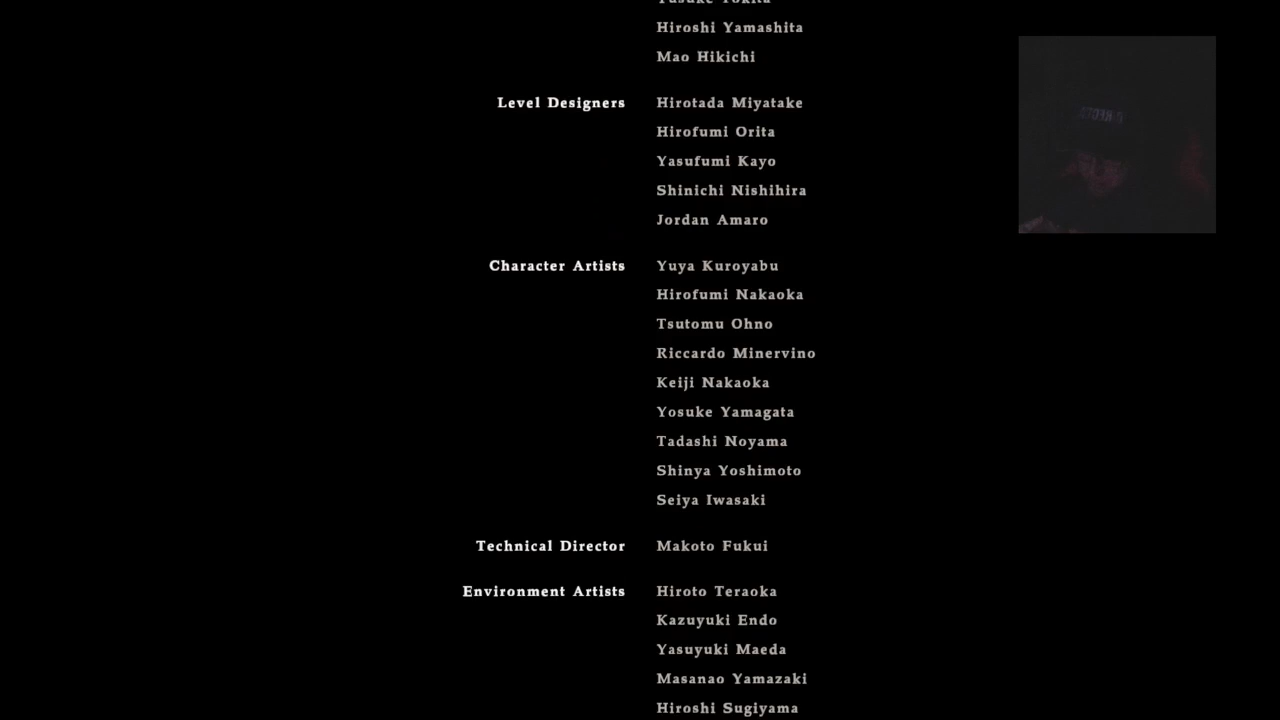 Hiroshi Yamashita
Mao Hikichi
Level Designers Hirotada Miyatake
Hirofumi Orita
Yasufumi Kayo
Shinichi Nishihira
Jordan Amaro
Character Artists Yuya Kuroyabu
Hirofumi Nakaoka
Tsutomu Ohno
Riccardo Minervino
Keiji Nakaoka
Yosuke Yamagata
Tadashi Noyama
Shinya Yoshimoto
Seiya Iwasaki
Technical Director Makoto Fukui
Environment Artists Hiroto Teraoka
Kazuyuki Endo
Yasuyuki Maeda
Masanao Yamazaki
Hiroshi Sugiyama